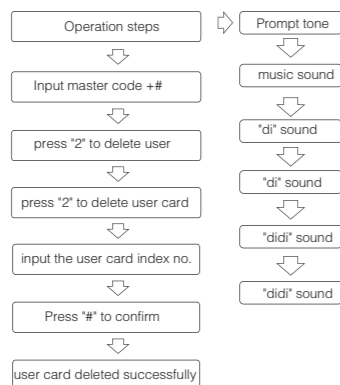 Operation steps
Input master code +#
press "2" to delete user
press "2" to delete user card
input the user card index no.
Press "#" to confirm
user card deleted successfully
Prompt tone
music sound
"di" sound
"di" sound
"didi" sound
"didi" sound